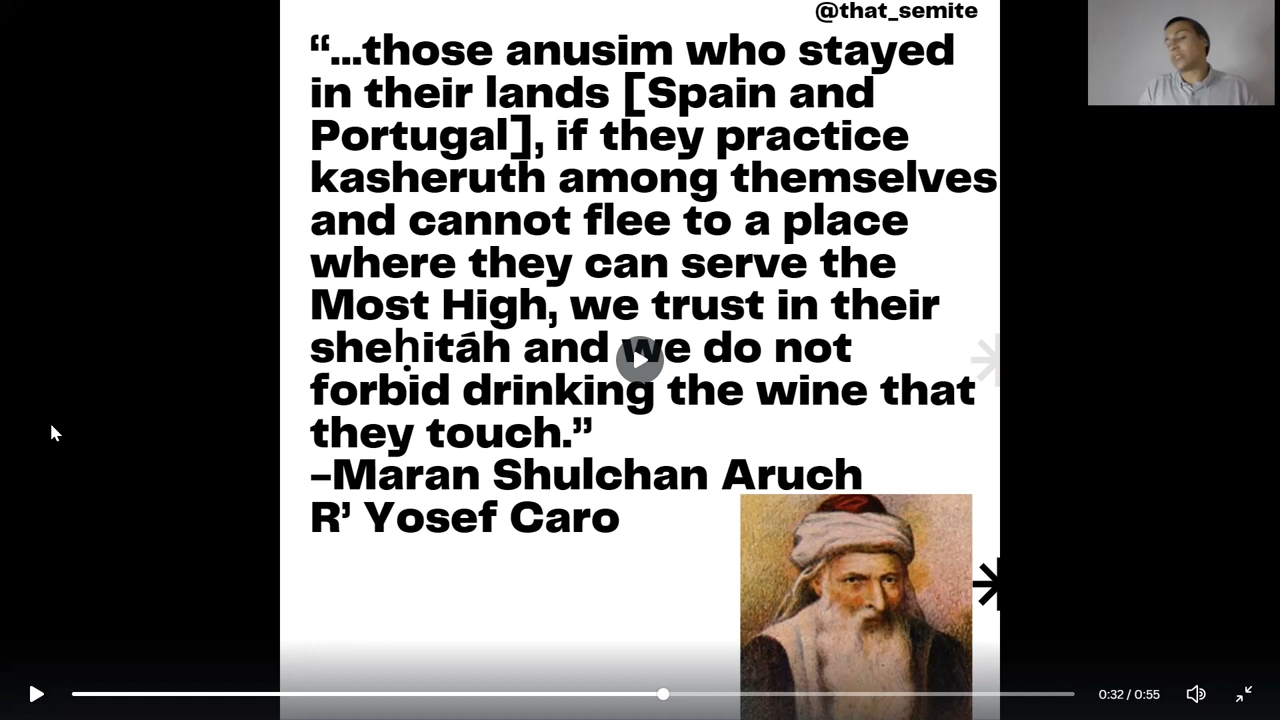 @that_semite
“...those anusim who stayed
in their lands [Spain and
Portugal], if they practice
kasheruth among themselves
and cannot flee to a place
where they can serve the
Most High, we trust in their
sheḥitáh and we do not
forbid drinking the wine that
they touch.”
–Maran Shulchan Aruch
R’ Yosef Caro
0:32 / 0:55